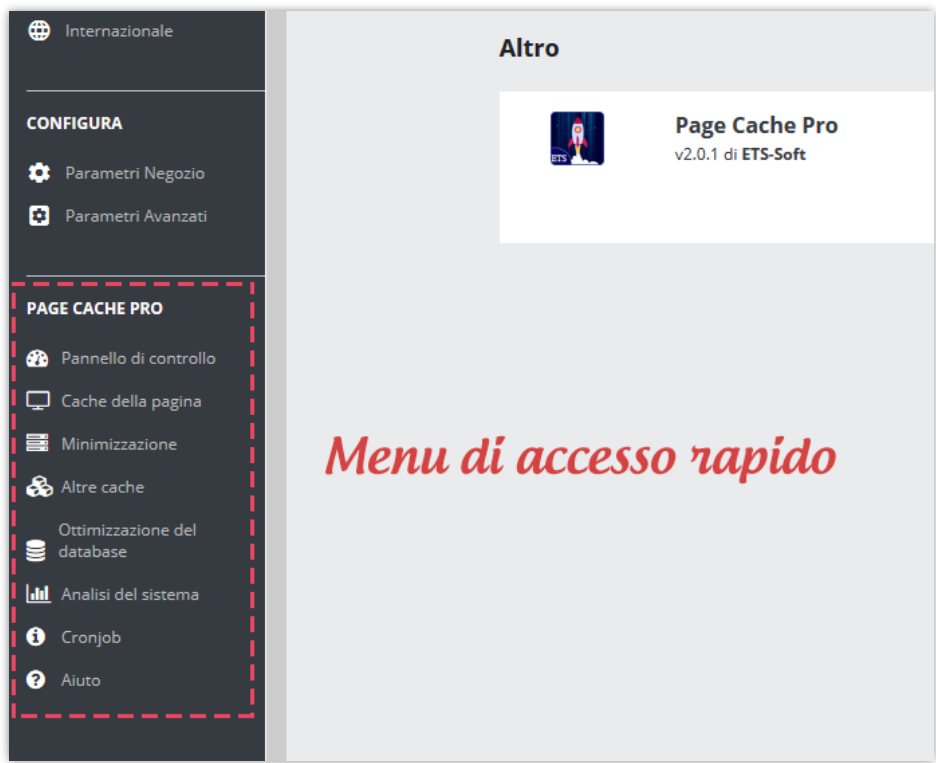 Internazionale
CONFIGURA
Parametri Negozio
Parametri Avanzati
PAGE CACHE PRO
Pannello di controllo
Cache della pagina
Minimizzazione
Altre cache
Ottimizzazione del
database
Analisi del sistema
Cronjob
Aiuto
Altro
ETS
Page Cache Pro
v2.0.1 di ETS-Soft
Menu di accesso rapido